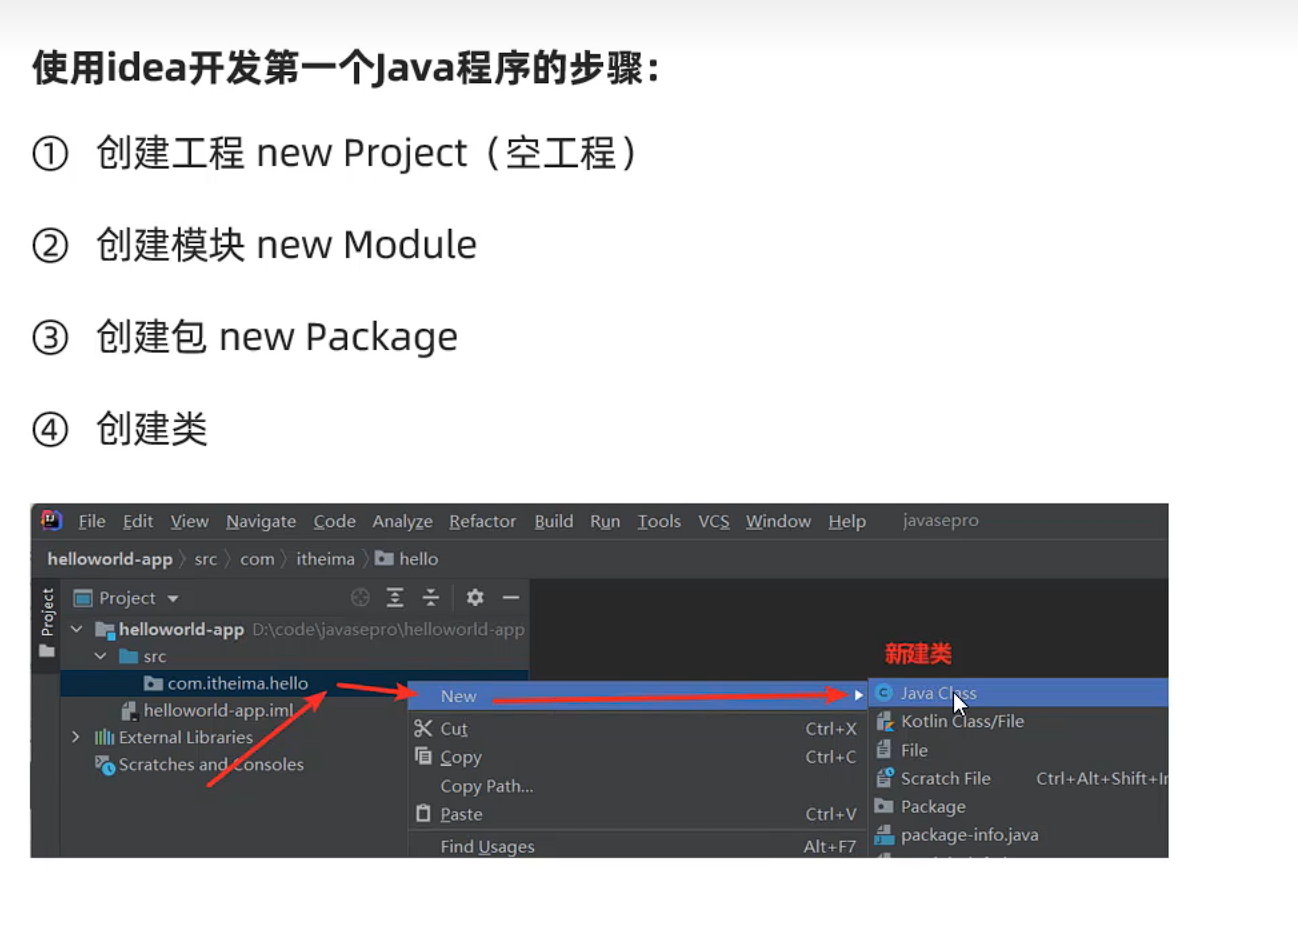 使用idea开发第一个Java程序的步骤：
① 创建工程 new Project（空工程）
② 创建模块 new Module
③ 创建包 new Package
④ 创建类
File Edit View Navigate Code Analyze Refactor Build Run Tools VCS Window Help javasepro
helloworld-app 〉 src 〉 com 〉 itheima 〉 hello
Project
Project
helloworld-app D:\code\javasepro\helloworld-app
新建类
src
com.itheima.hello
New
Java Class
helloworld-app.iml
Kotlin Class/File
Cut Ctrl+X
External Libraries
File
Copy Ctrl+C
Scratches and Consoles
Scratch File Ctrl+Alt+Shift+
Copy Path...
Package
Paste Ctrl+V
package-info.java
Find Usages Alt+F7